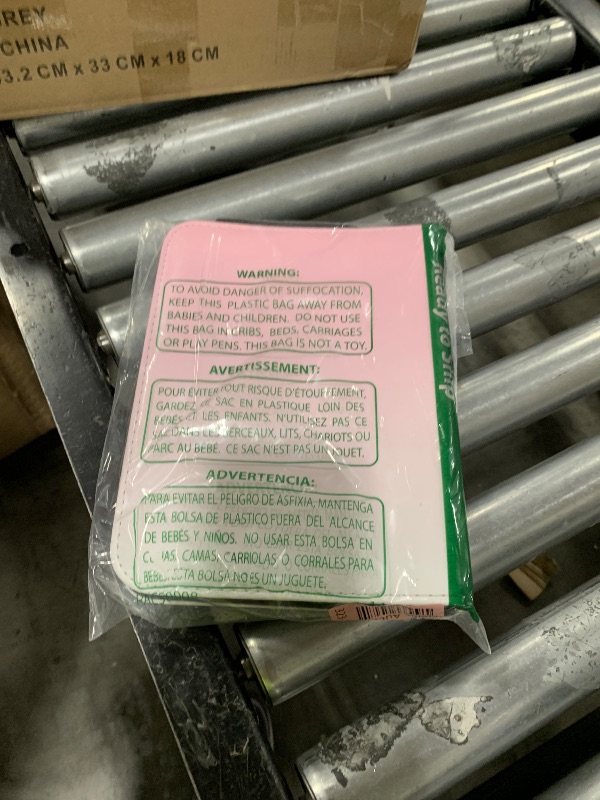 REY
CHINA
3.2 CM x 33 CM x 18 CM
Ready to Ship
WARNING:
TO AVOID DANGER OF SUFFOCATION,
KEEP THIS PLASTIC BAG AWAY FROM
BABIES AND CHILDREN. DO NOT USE
THIS BAG IN CRIBS, BEDS, CARRIAGES
OR PLAY PENS. THIS BAG IS NOT A TOY.
AVERTISSEMENT:
POUR ÉVITER TOUT RISQUE D'ÉTOUFFEMENT,
GARDEZ CE SAC EN PLASTIQUE LOIN DES
BÉBÉS ET LES ENFANTS. N'UTILISEZ PAS CE
SAC DANS LES BERCEAUX, LITS, CHARIOTS OU
PARC AU BÉBÉ. CE SAC N'EST PAS UN JOUET.
ADVERTENCIA:
PARA EVITAR EL PELIGRO DE ASFIXIA, MANTENGA
ESTA BOLSA DE PLASTICO FUERA DEL ALCANCE
DE BEBÉS Y NIÑOS. NO USAR ESTA BOLSA EN
CUNAS, CAMAS, CARRIOLAS O CORRALES PARA
BEBE. ESTA BOLSA NO ES UN JUGUETE.